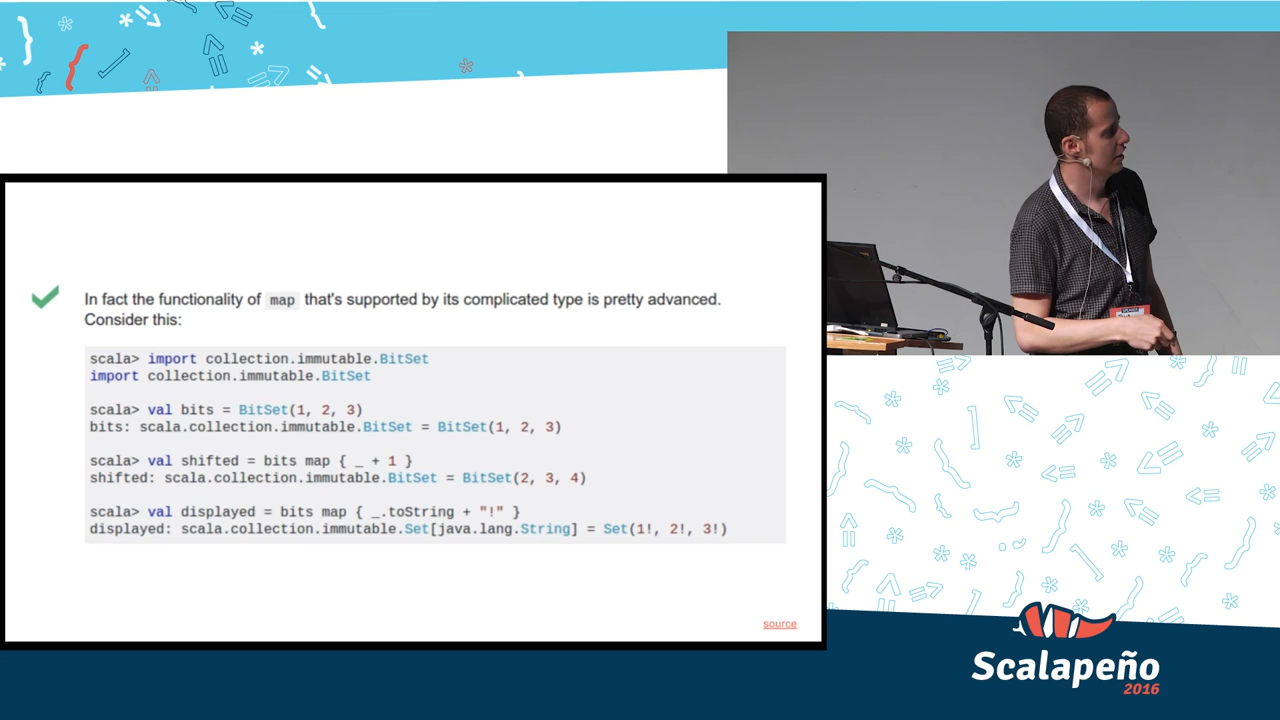 In fact the functionality of map that's supported by its complicated type is pretty advanced.
Consider this:
scala> import collection.immutable.BitSet
import collection.immutable.BitSet
scala> val bits = BitSet(1, 2, 3)
bits: scala.collection.immutable.BitSet = BitSet(1, 2, 3)
scala> val shifted = bits map { _ + 1 }
shifted: scala.collection.immutable.BitSet = BitSet(2, 3, 4)
scala> val displayed = bits map { _.toString + "!" }
displayed: scala.collection.immutable.Set[java.lang.String] = Set(1!, 2!, 3!)
source
SPEAKER
Scalapeño
2016